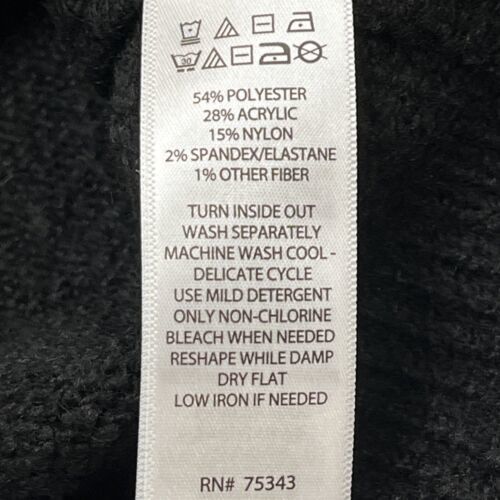 30
54% POLYESTER
28% ACRYLIC
15% NYLON
2% SPANDEX/ELASTANE
1% OTHER FIBER
TURN INSIDE OUT
WASH SEPARATELY
MACHINE WASH COOL -
DELICATE CYCLE
USE MILD DETERGENT
ONLY NON-CHLORINE
BLEACH WHEN NEEDED
RESHAPE WHILE DAMP
DRY FLAT
LOW IRON IF NEEDED
RN# 75343